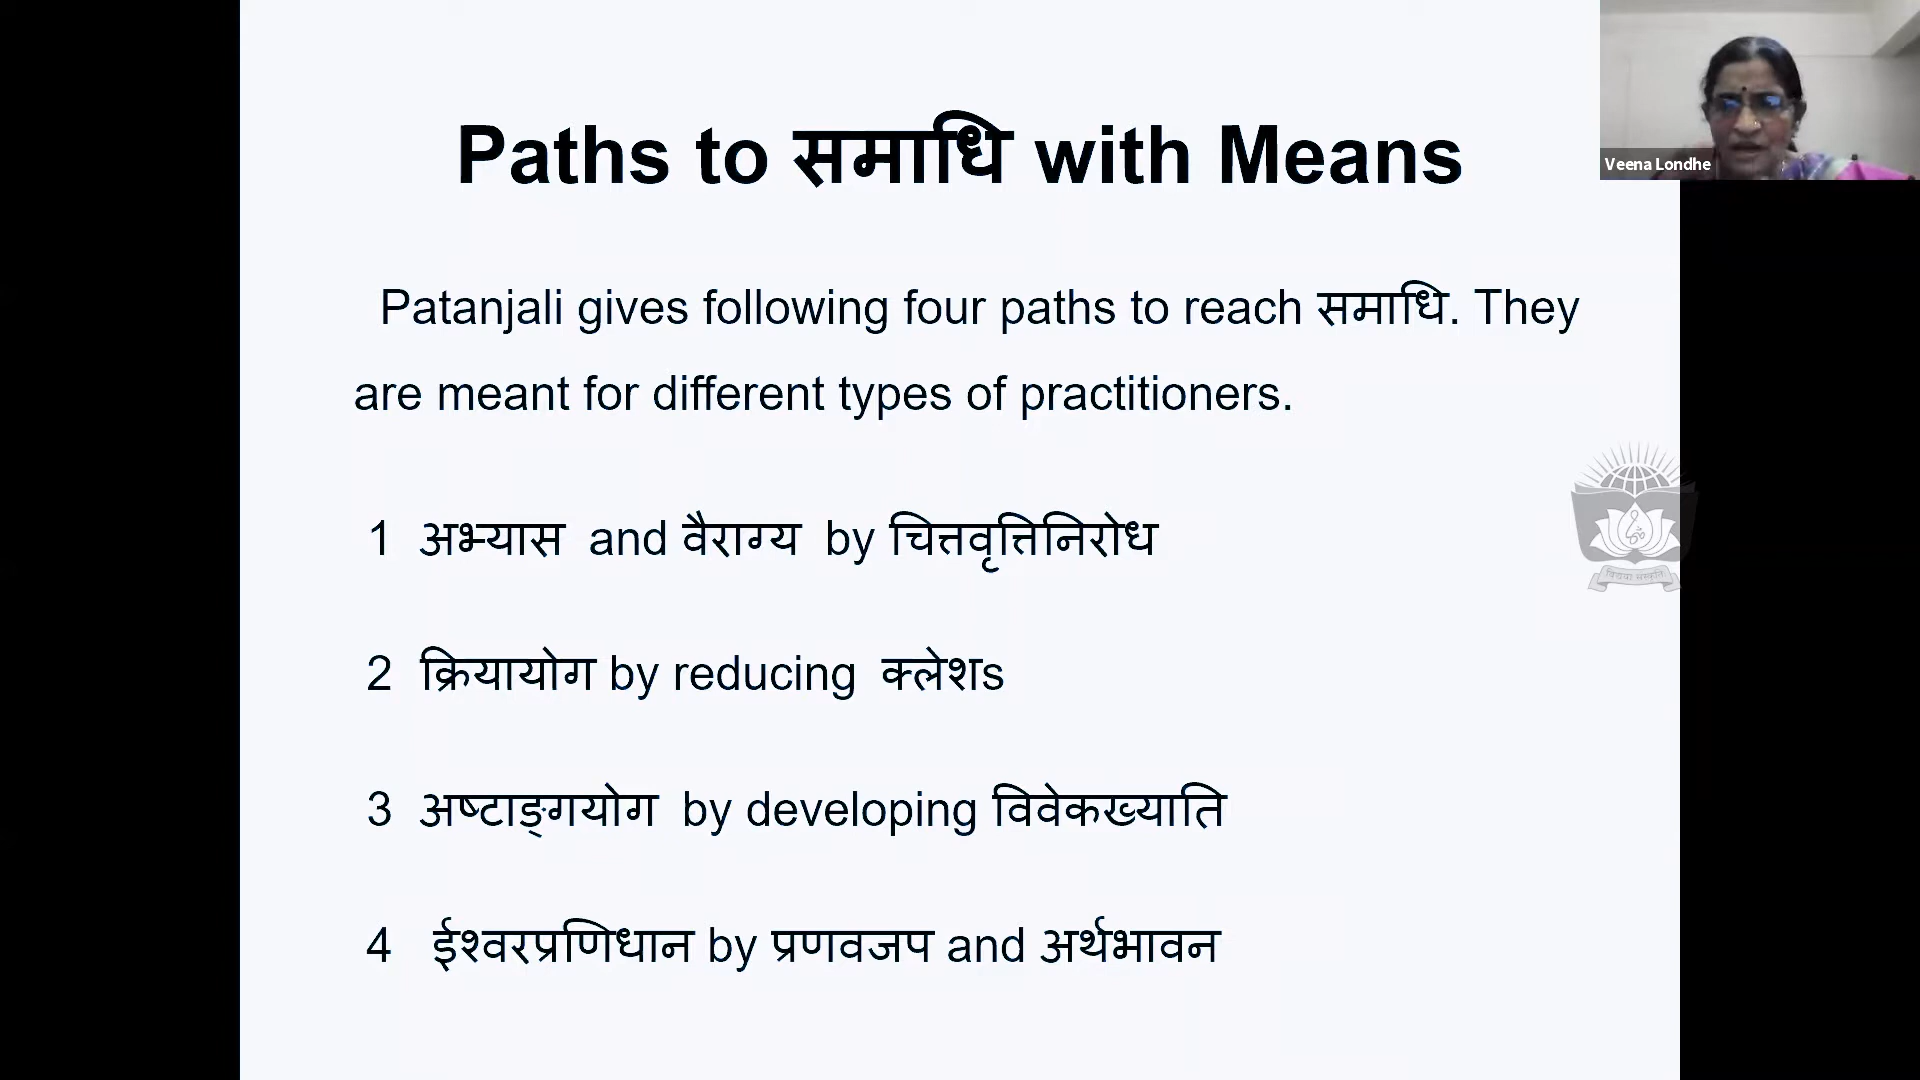 Paths to समाधि with Means
Veena Londhe
Patanjali gives following four paths to reach समाधि. They
are meant for different types of practitioners.
1 अभ्यास and वैराग्य by चित्तवृत्तिनिरोध
2 क्रियायोग by reducing क्लेशs
3 अष्टाङ्गयोग by developing विवेकख्याति
4 ईश्वरप्रणिधान by प्रणवजप and अर्थभावन